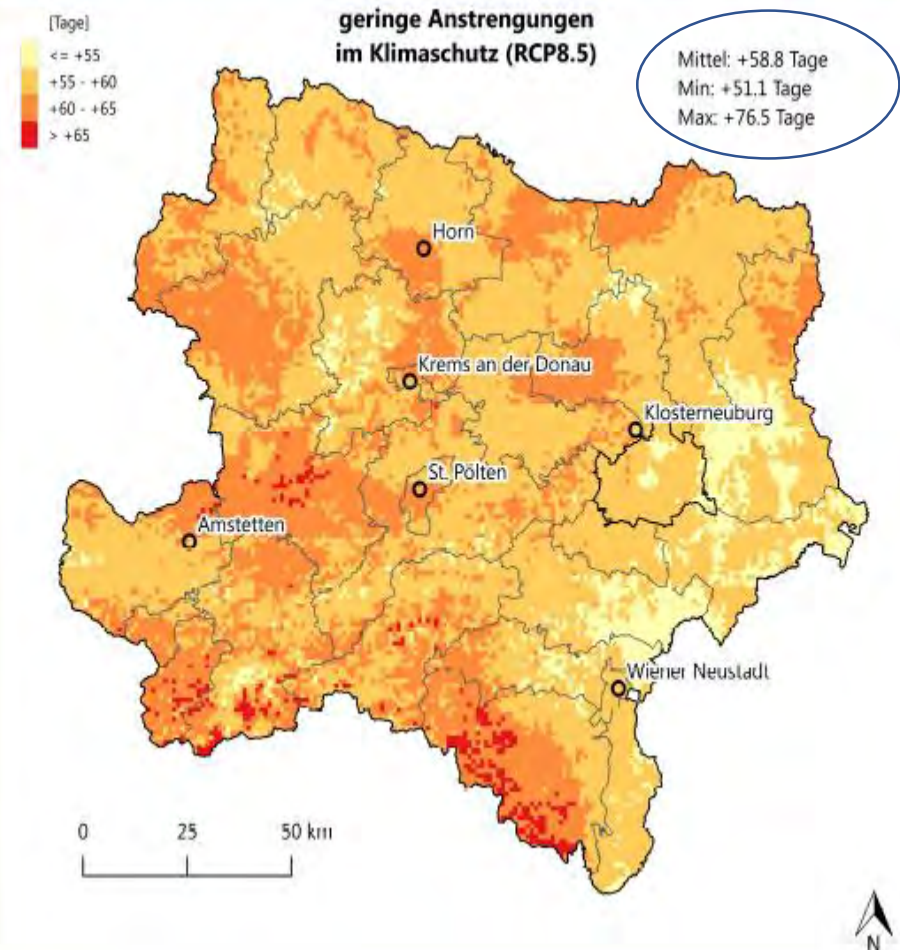 geringe Anstrengungen
im Klimaschutz (RCP8.5)
[Tage]
<= +55
+55 - +60
+60 - +65
> +65
Mittel: +58.8 Tage
Min: +51.1 Tage
Max: +76.5 Tage
Horn
Krems an der Donau
Klosterneuburg
St. Pölten
Amstetten
Wiener Neustadt
0 25 50 km
N